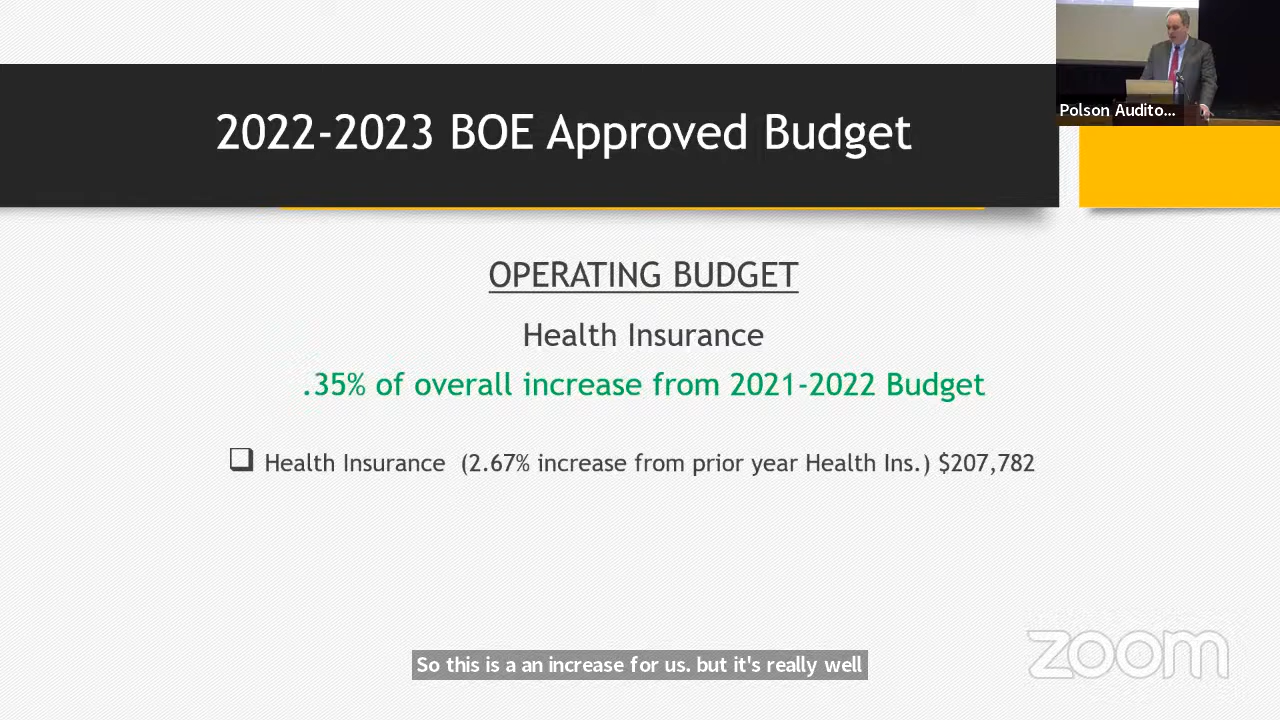 2022-2023 BOE Approved Budget
Polson Audito...
OPERATING BUDGET
Health Insurance
.35% of overall increase from 2021-2022 Budget
❑ Health Insurance (2.67% increase from prior year Health Ins.) $207,782
So this is a an increase for us. but it's really well
zoom